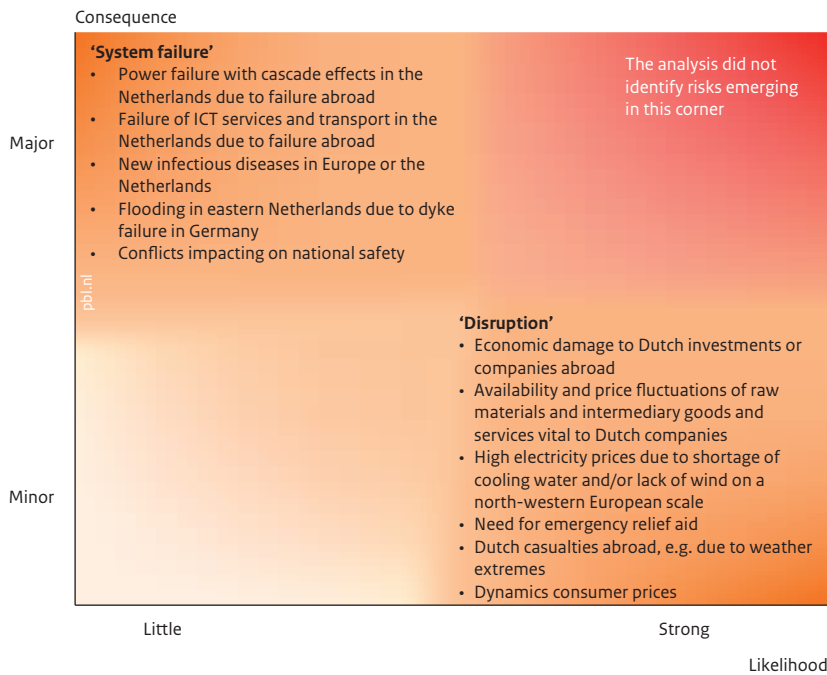 Consequence
Major
Minor
‘System failure’
• Power failure with cascade effects in the
Netherlands due to failure abroad
• Failure of ICT services and transport in the
Netherlands due to failure abroad
• New infectious diseases in Europe or the
Netherlands
• Flooding in eastern Netherlands due to dyke
failure in Germany
• Conflicts impacting on national safety
The analysis did not
identify risks emerging
in this corner
pbl.nl
‘Disruption’
• Economic damage to Dutch investments or
companies abroad
• Availability and price fluctuations of raw
materials and intermediary goods and
services vital to Dutch companies
• High electricity prices due to shortage of
cooling water and/or lack of wind on a
north-western European scale
• Need for emergency relief aid
• Dutch casualties abroad, e.g. due to weather
extremes
• Dynamics consumer prices
Little
Strong
Likelihood